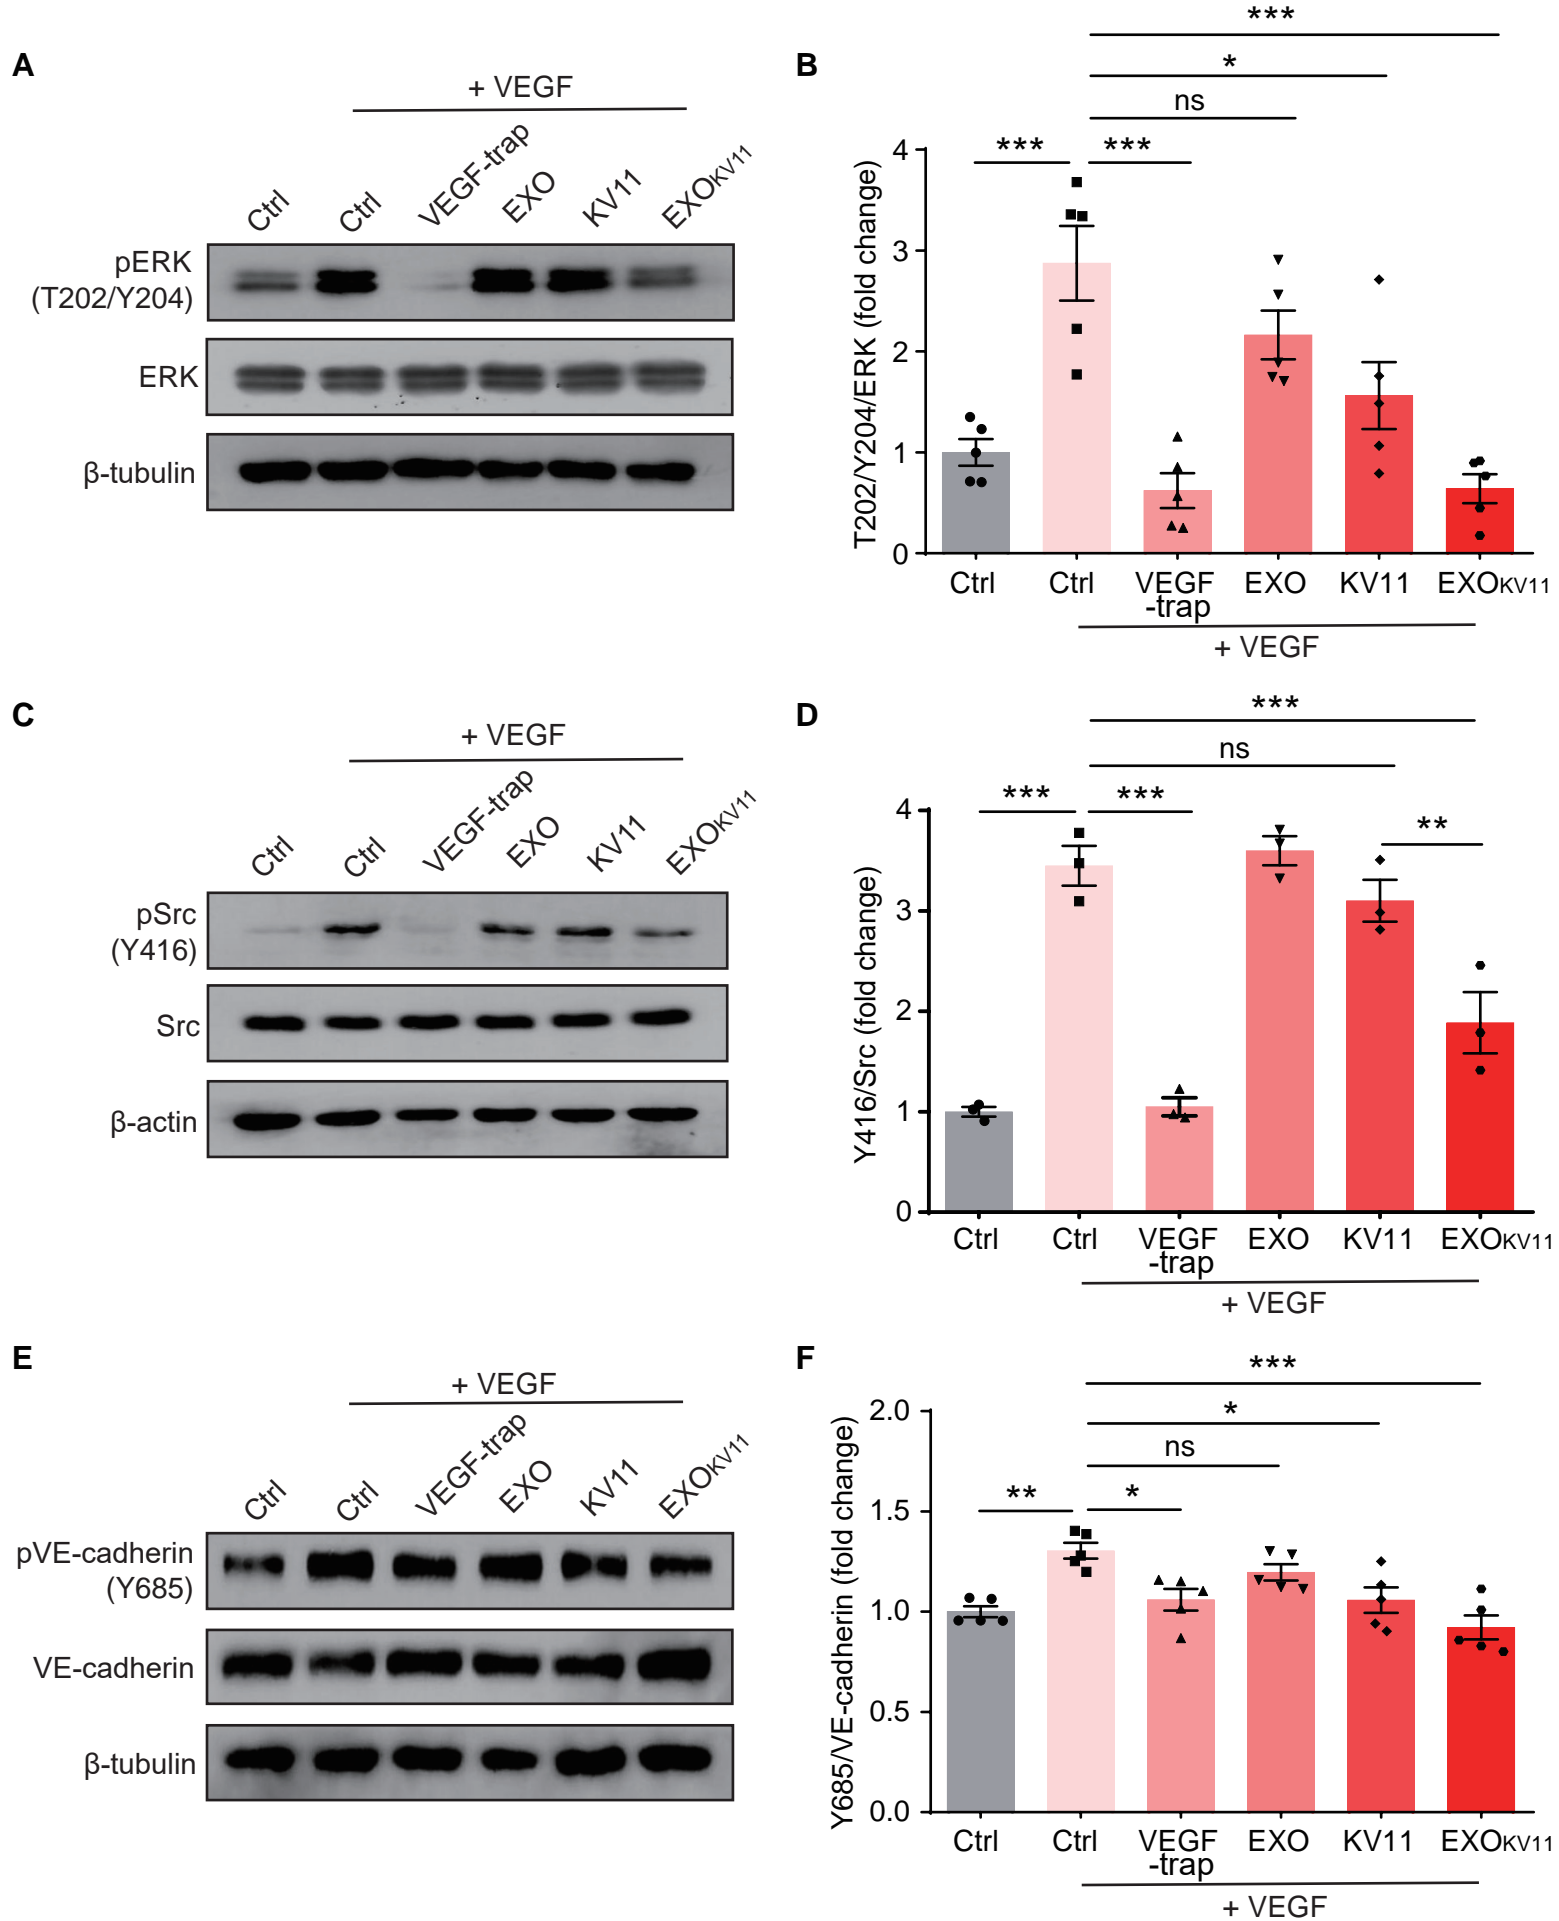 A
+ VEGF
Ctrl Ctrl VEGF-trap EXO KV11 EXOKV11
pERK
(T202/Y204)
ERK
β-tubulin
B
***
*
ns
*** ***
T202/Y204/ERK (fold change)
4
3
2
1
0
Ctrl Ctrl VEGF EXO KV11 EXOKV11
-trap
+ VEGF
C
+ VEGF
Ctrl Ctrl VEGF-trap EXO KV11 EXOKV11
pSrc
(Y416)
Src
β-actin
D
***
ns
*** ***
**
Y416/Src (fold change)
4
3
2
1
0
Ctrl Ctrl VEGF EXO KV11 EXOKV11
-trap
+ VEGF
E
+ VEGF
Ctrl Ctrl VEGF-trap EXO KV11 EXOKV11
pVE-cadherin
(Y685)
VE-cadherin
β-tubulin
F
***
*
ns
** *
Y685/VE-cadherin (fold change)
2.0
1.5
1.0
0.5
0.0
Ctrl Ctrl VEGF EXO KV11 EXOKV11
-trap
+ VEGF